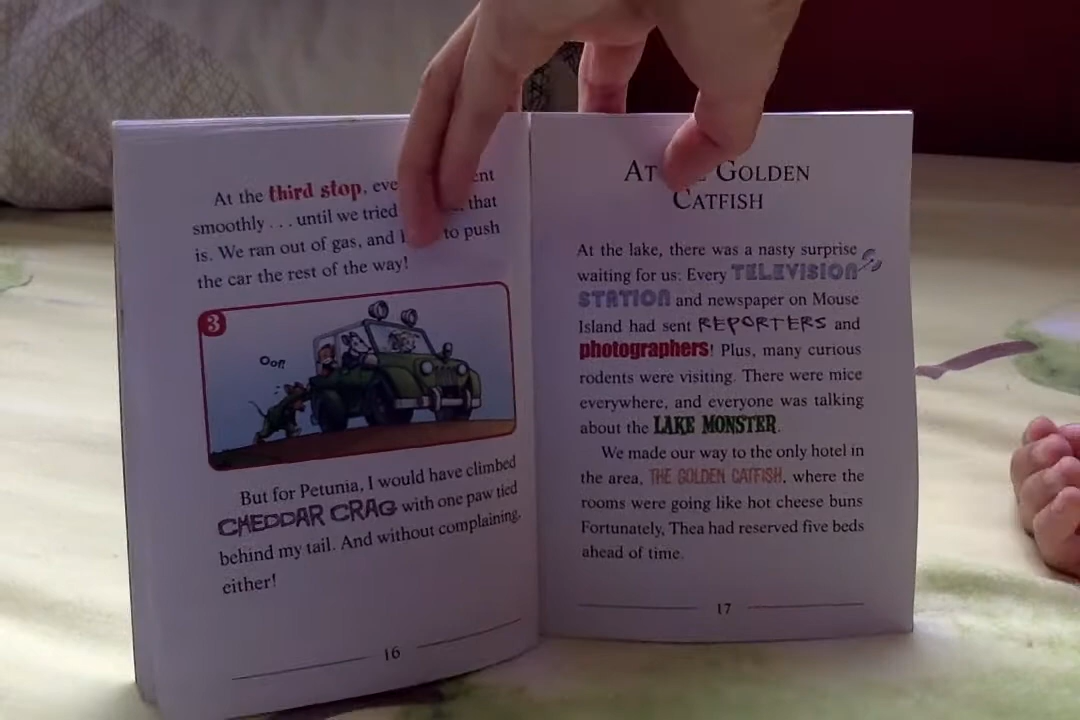 At the third stop, eve ent
smoothly . . . until we tried that
is. We ran out of gas, and to push
the car the rest of the way!
3
Oof!
But for Petunia, I would have climbed
CHEDDAR CRAG with one paw tied
behind my tail. And without complaining,
either!
16
AT GOLDEN
CATFISH
At the lake, there was a nasty surprise
waiting for us: Every TELEVISION
STATION and newspaper on Mouse
Island had sent REPORTERS and
photographers! Plus, many curious
rodents were visiting. There were mice
everywhere, and everyone was talking
about the LAKE MONSTER.
We made our way to the only hotel in
the area, THE GOLDEN CATFISH, where the
rooms were going like hot cheese buns
Fortunately, Thea had reserved five beds
ahead of time.
17